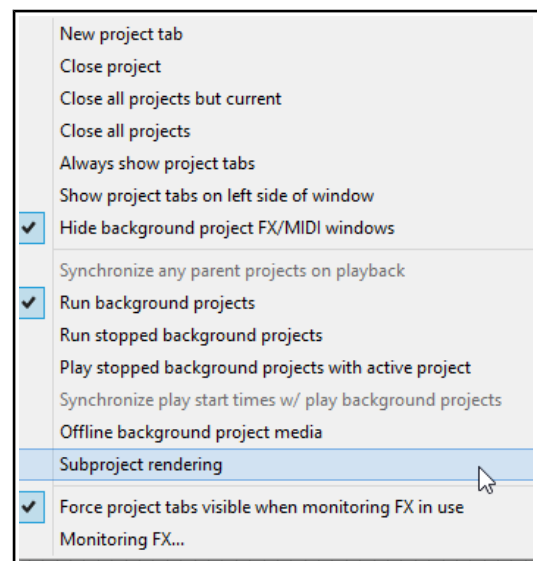 New project tab
Close project
Close all projects but current
Close all projects
Always show project tabs
Show project tabs on left side of window
Hide background project FX/MIDI windows
Synchronize any parent projects on playback
Run background projects
Run stopped background projects
Play stopped background projects with active project
Synchronize play start times w/ play background projects
Offline background project media
Subproject rendering
Force project tabs visible when monitoring FX in use
Monitoring FX...